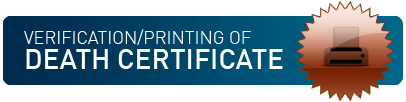 VERIFICATION/PRINTING OF
DEATH CERTIFICATE